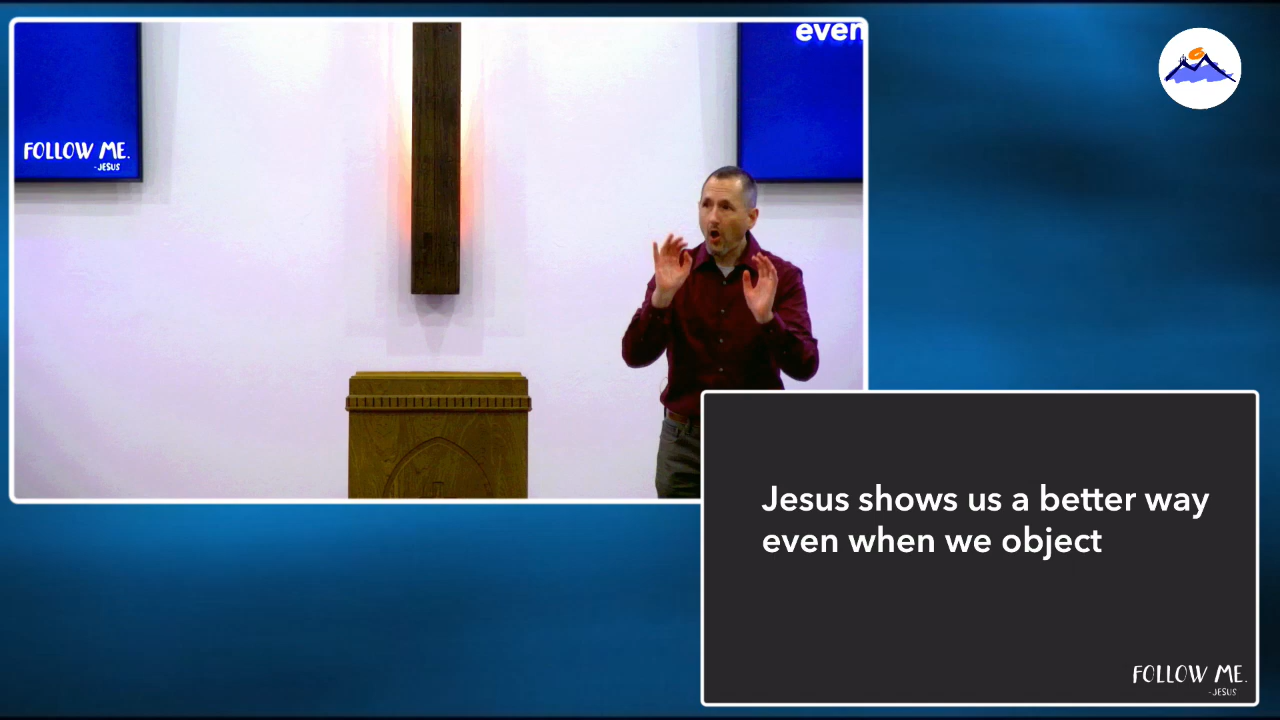 even
FOLLOW ME.
- JESUS
Jesus shows us a better way
even when we object
FOLLOW ME.
- JESUS